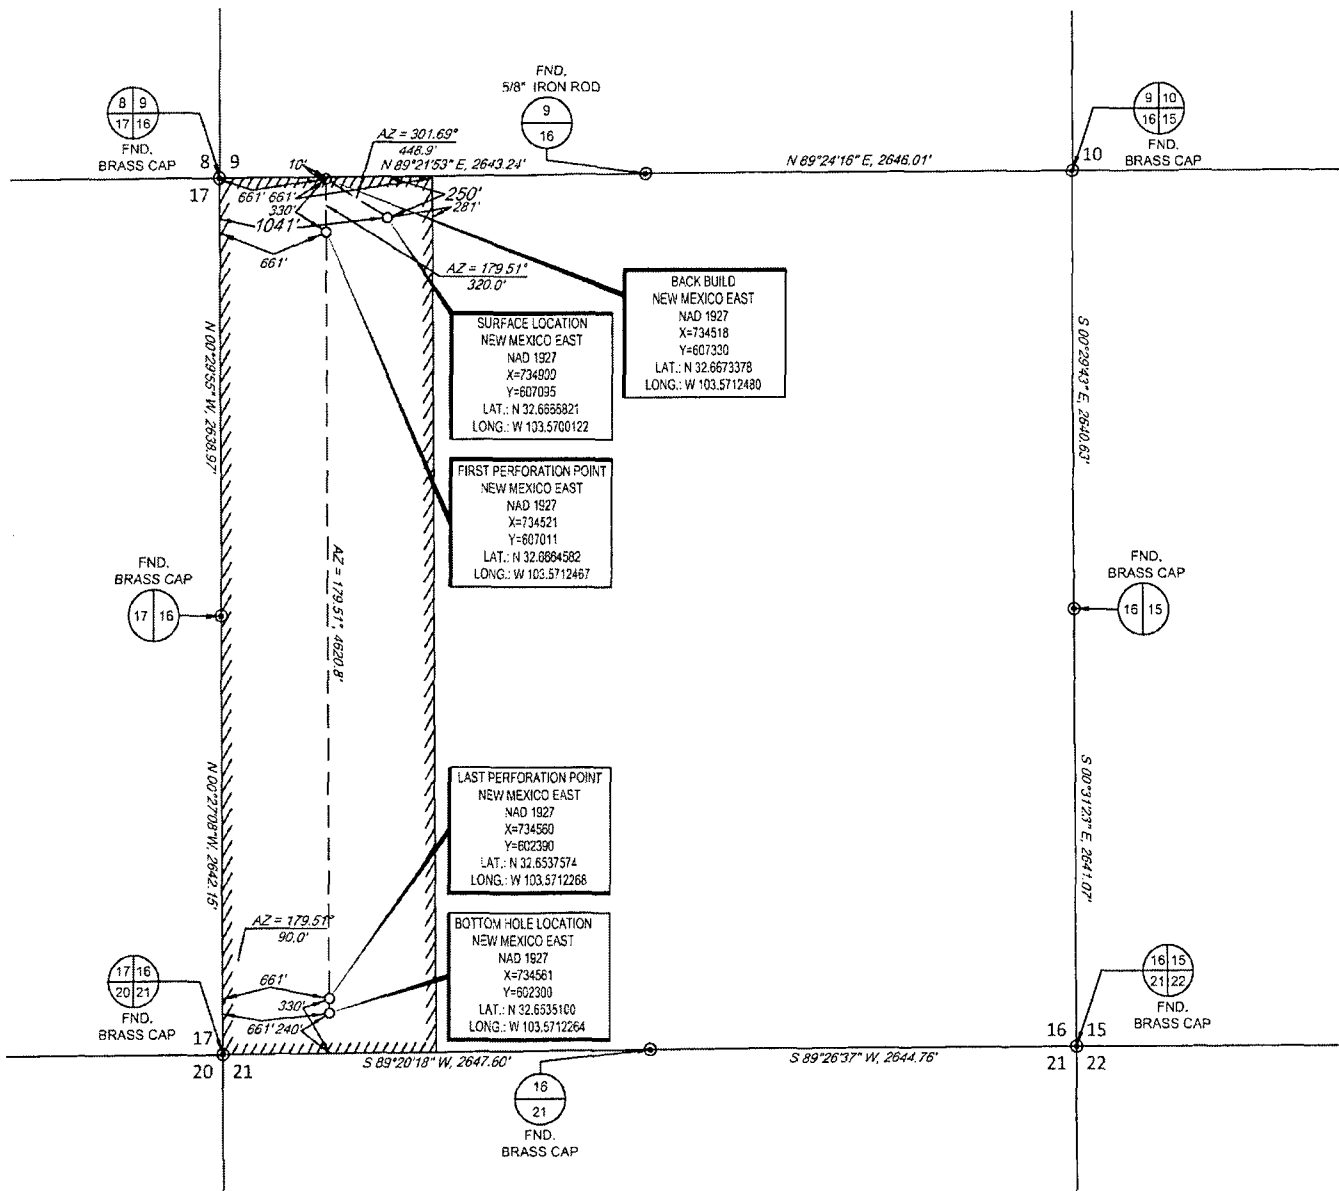 FND.
5/8" IRON ROD
9
16
8 9
17 16
FND.
BRASS CAP
9 10
16 15
FND.
BRASS CAP
AZ = 301.69°
448.9'
N 89°21'53" E, 2643.24'
N 89°24'16" E, 2646.01'
8 9
17
10
10'
661' 661'
330'
1041'
250'
281'
661'
AZ = 179.51°
320.0'
BACK BUILD
NEW MEXICO EAST
NAD 1927
X=734518
Y=607330
LAT.: N 32.6673378
LONG.: W 103.5712480
SURFACE LOCATION
NEW MEXICO EAST
NAD 1927
X=734900
Y=607095
LAT.: N 32.6666821
LONG.: W 103.5700122
FIRST PERFORATION POINT
NEW MEXICO EAST
NAD 1927
X=734521
Y=607011
LAT.: N 32.6664582
LONG.: W 103.5712467
N 00°29'55" W, 2638.97'
S 00°29'43" E, 2640.63'
FND.
BRASS CAP
17 16
FND.
BRASS CAP
16 15
AZ = 179.51°, 4620.8'
N 00°27'08" W, 2642.15'
S 00°31'23" E, 2641.07'
LAST PERFORATION POINT
NEW MEXICO EAST
NAD 1927
X=734560
Y=602390
LAT.: N 32.6537574
LONG.: W 103.5712268
BOTTOM HOLE LOCATION
NEW MEXICO EAST
NAD 1927
X=734561
Y=602300
LAT.: N 32.6535100
LONG.: W 103.5712264
AZ = 179.51°
90.0'
661'
330'
661' 240'
17 16
20 21
FND.
BRASS CAP
16 15
21 22
FND.
BRASS CAP
17
20 21
16 15
21 22
S 89°20'18" W, 2647.60'
S 89°26'37" W, 2644.76'
16
21
FND.
BRASS CAP